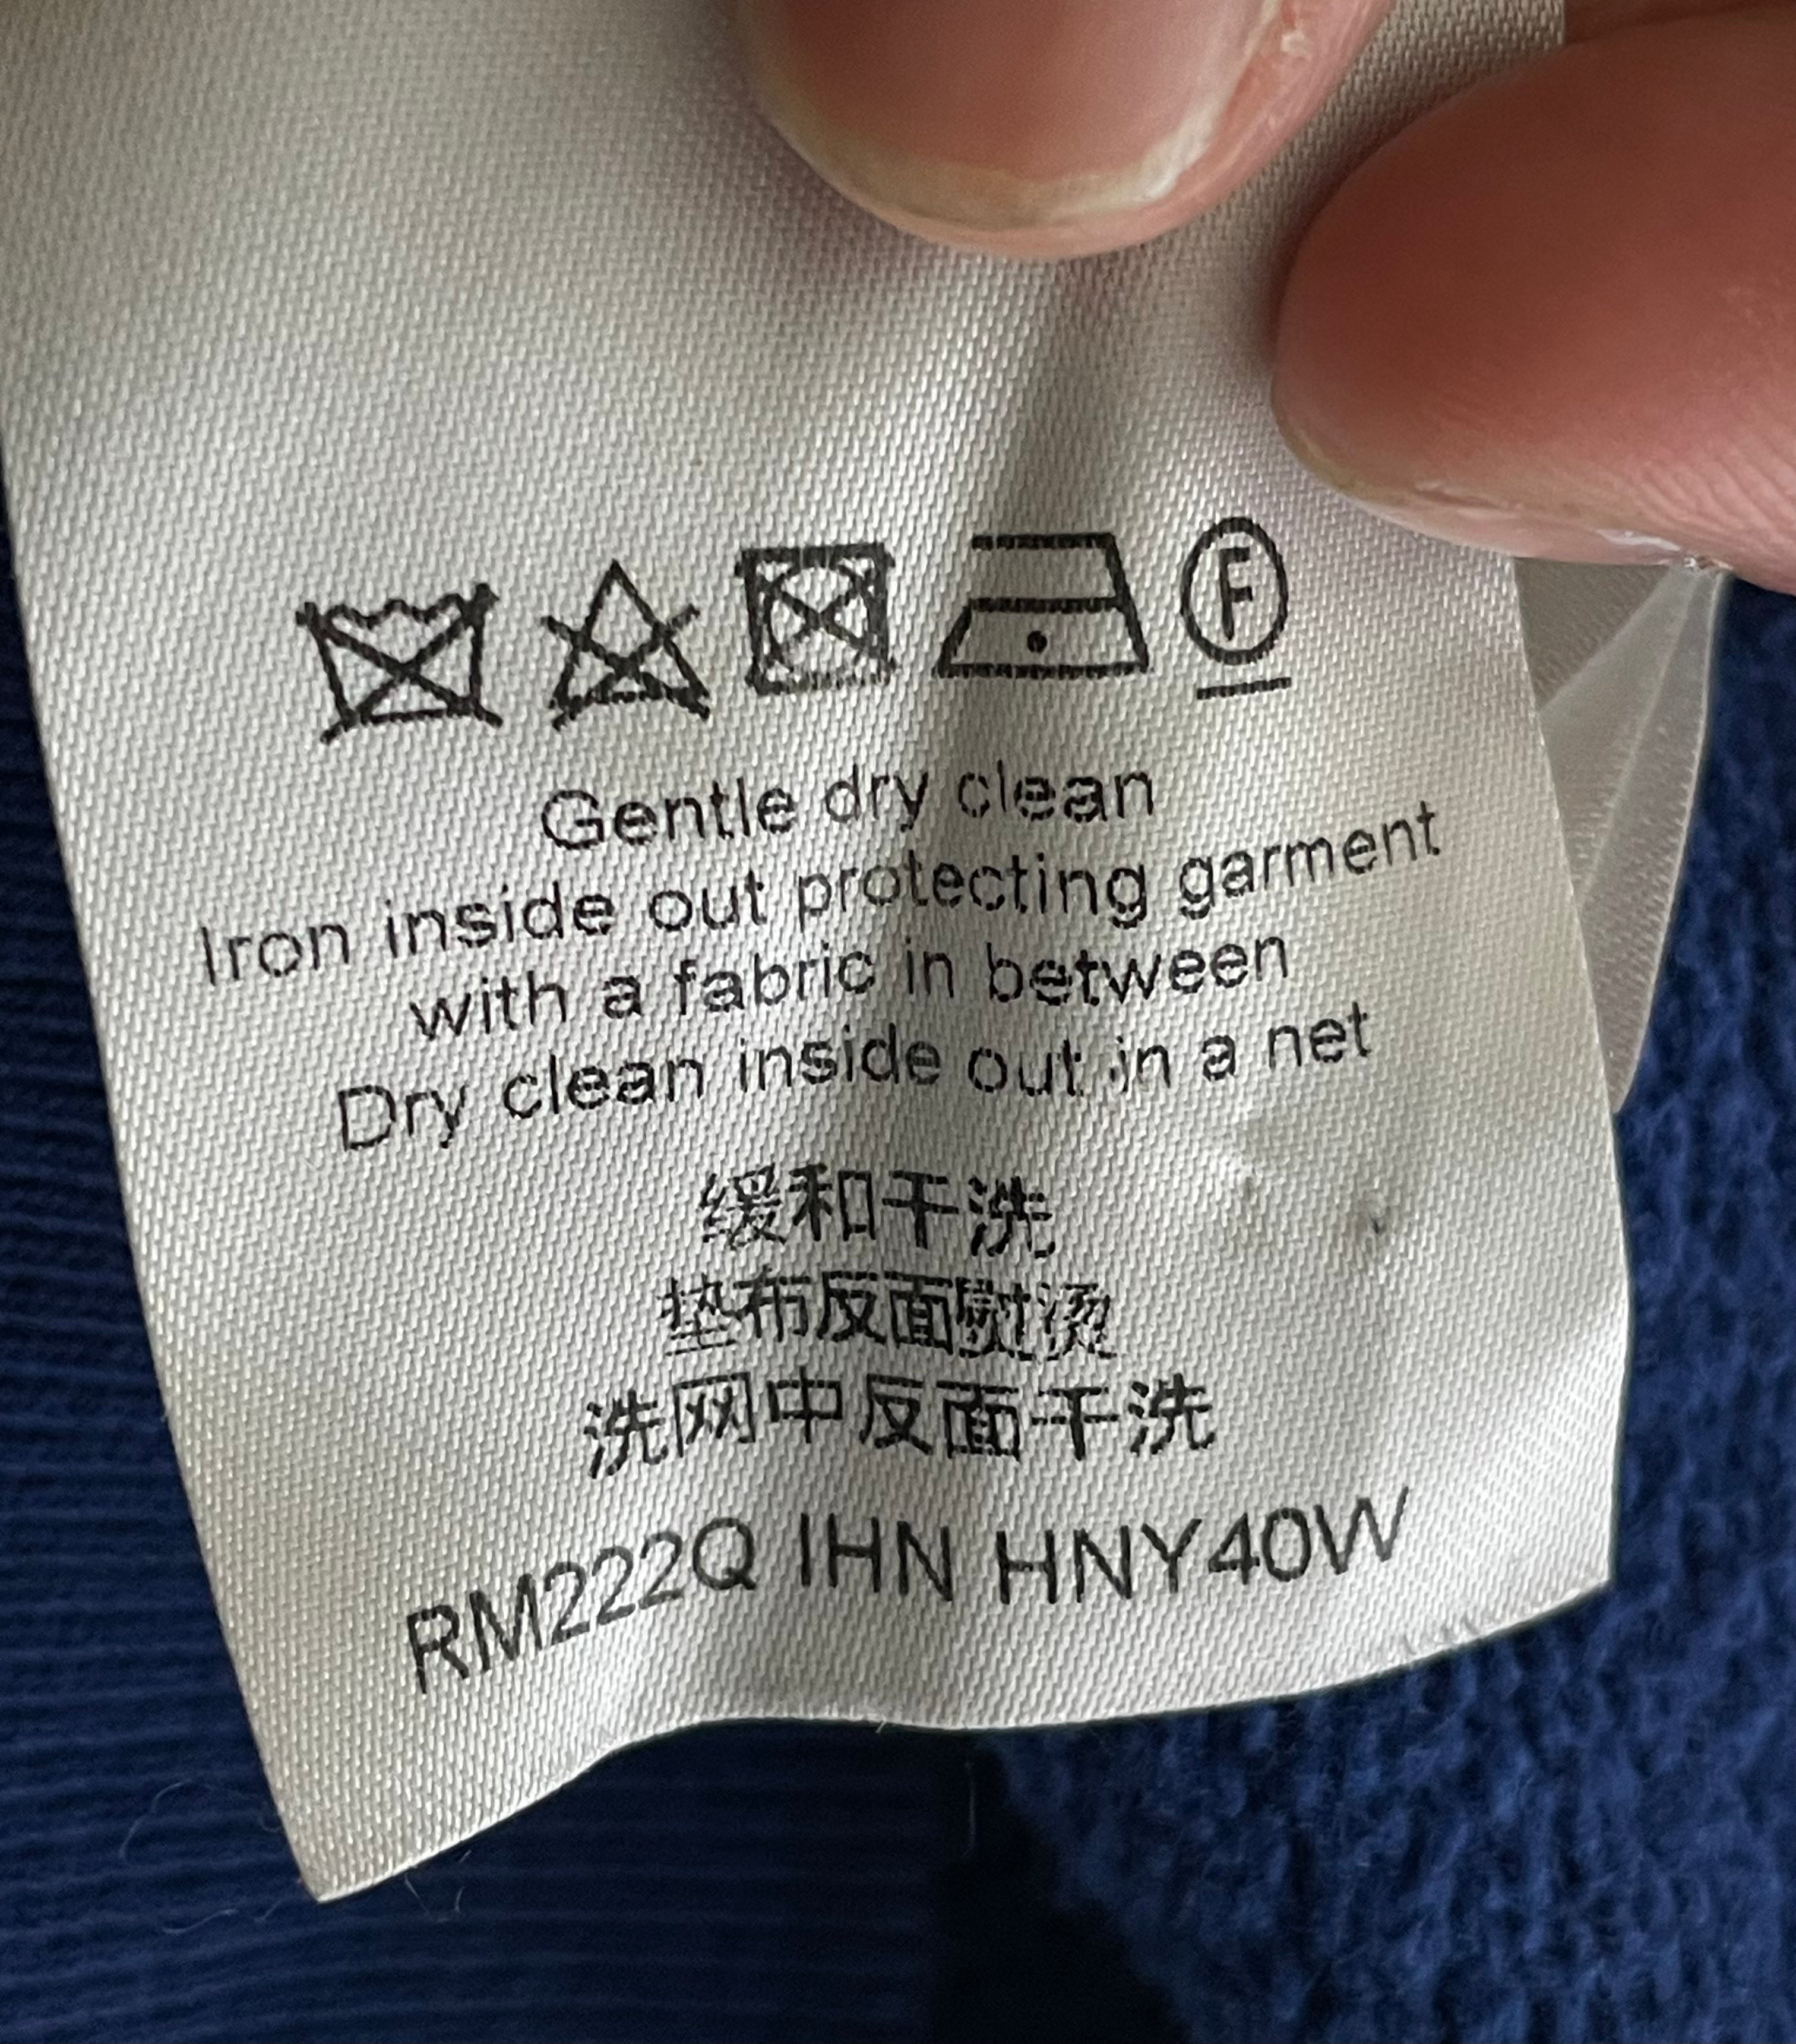 F
Gentle dry clean
Iron inside out protecting garment
with a fabric in between
Dry clean inside out in a net
缓和干洗
垫布反面熨烫
洗网中反面干洗
RM222Q IHN HNY40W